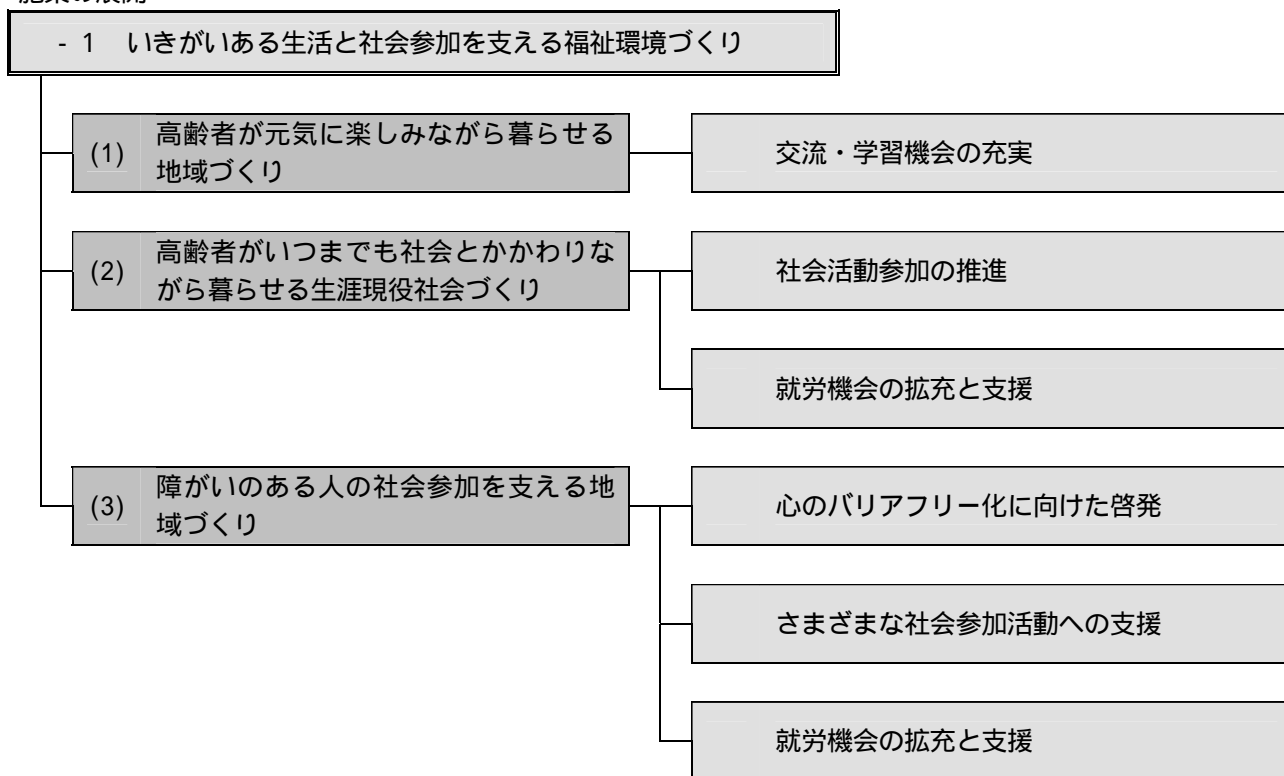 - 1 いきがいある生活と社会参加を支える福祉環境づくり
(1) 高齢者が元気に楽しみながら暮らせる
地域づくり
交流・学習機会の充実
(2) 高齢者がいつまでも社会とかかわりな
がら暮らせる生涯現役社会づくり
社会活動参加の推進
就労機会の拡充と支援
(3) 障がいのある人の社会参加を支える地
域づくり
心のバリアフリー化に向けた啓発
さまざまな社会参加活動への支援
就労機会の拡充と支援